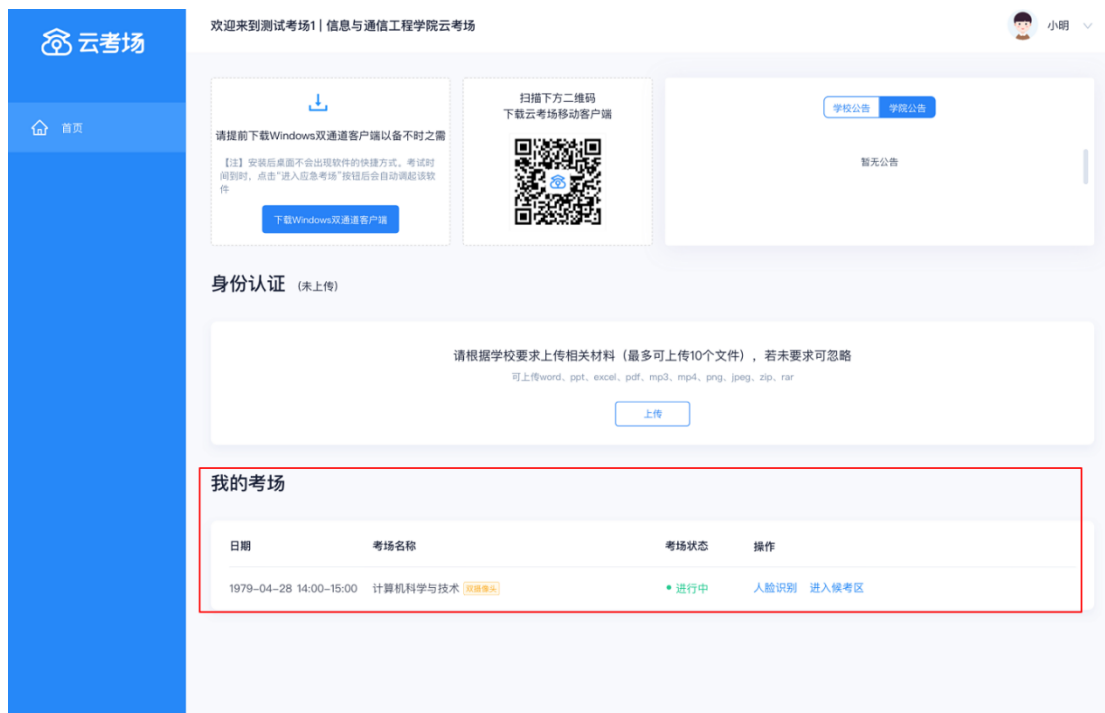 云考场
欢迎来到测试考场1 | 信息与通信工程学院云考场
小明
首页
请提前下载Windows双通道客户端以备不时之需
【注】安装后桌面不会出现软件的快捷方式。考试时
间到时，点击“进入应急考场”按钮后会自动调起该软
件
下载Windows双通道客户端
扫描下方二维码
下载云考场移动客户端
学校公告 学院公告
暂无公告
身份认证 (未上传)
请根据学校要求上传相关材料（最多可上传10个文件），若未要求可忽略
可上传word、ppt、excel、pdf、mp3、mp4、png、jpeg、zip、rar
上传
我的考场
日期 考场名称 考场状态 操作
1979-04-28 14:00-15:00 计算机科学与技术 双摄像头 进行中 人脸识别 进入候考区